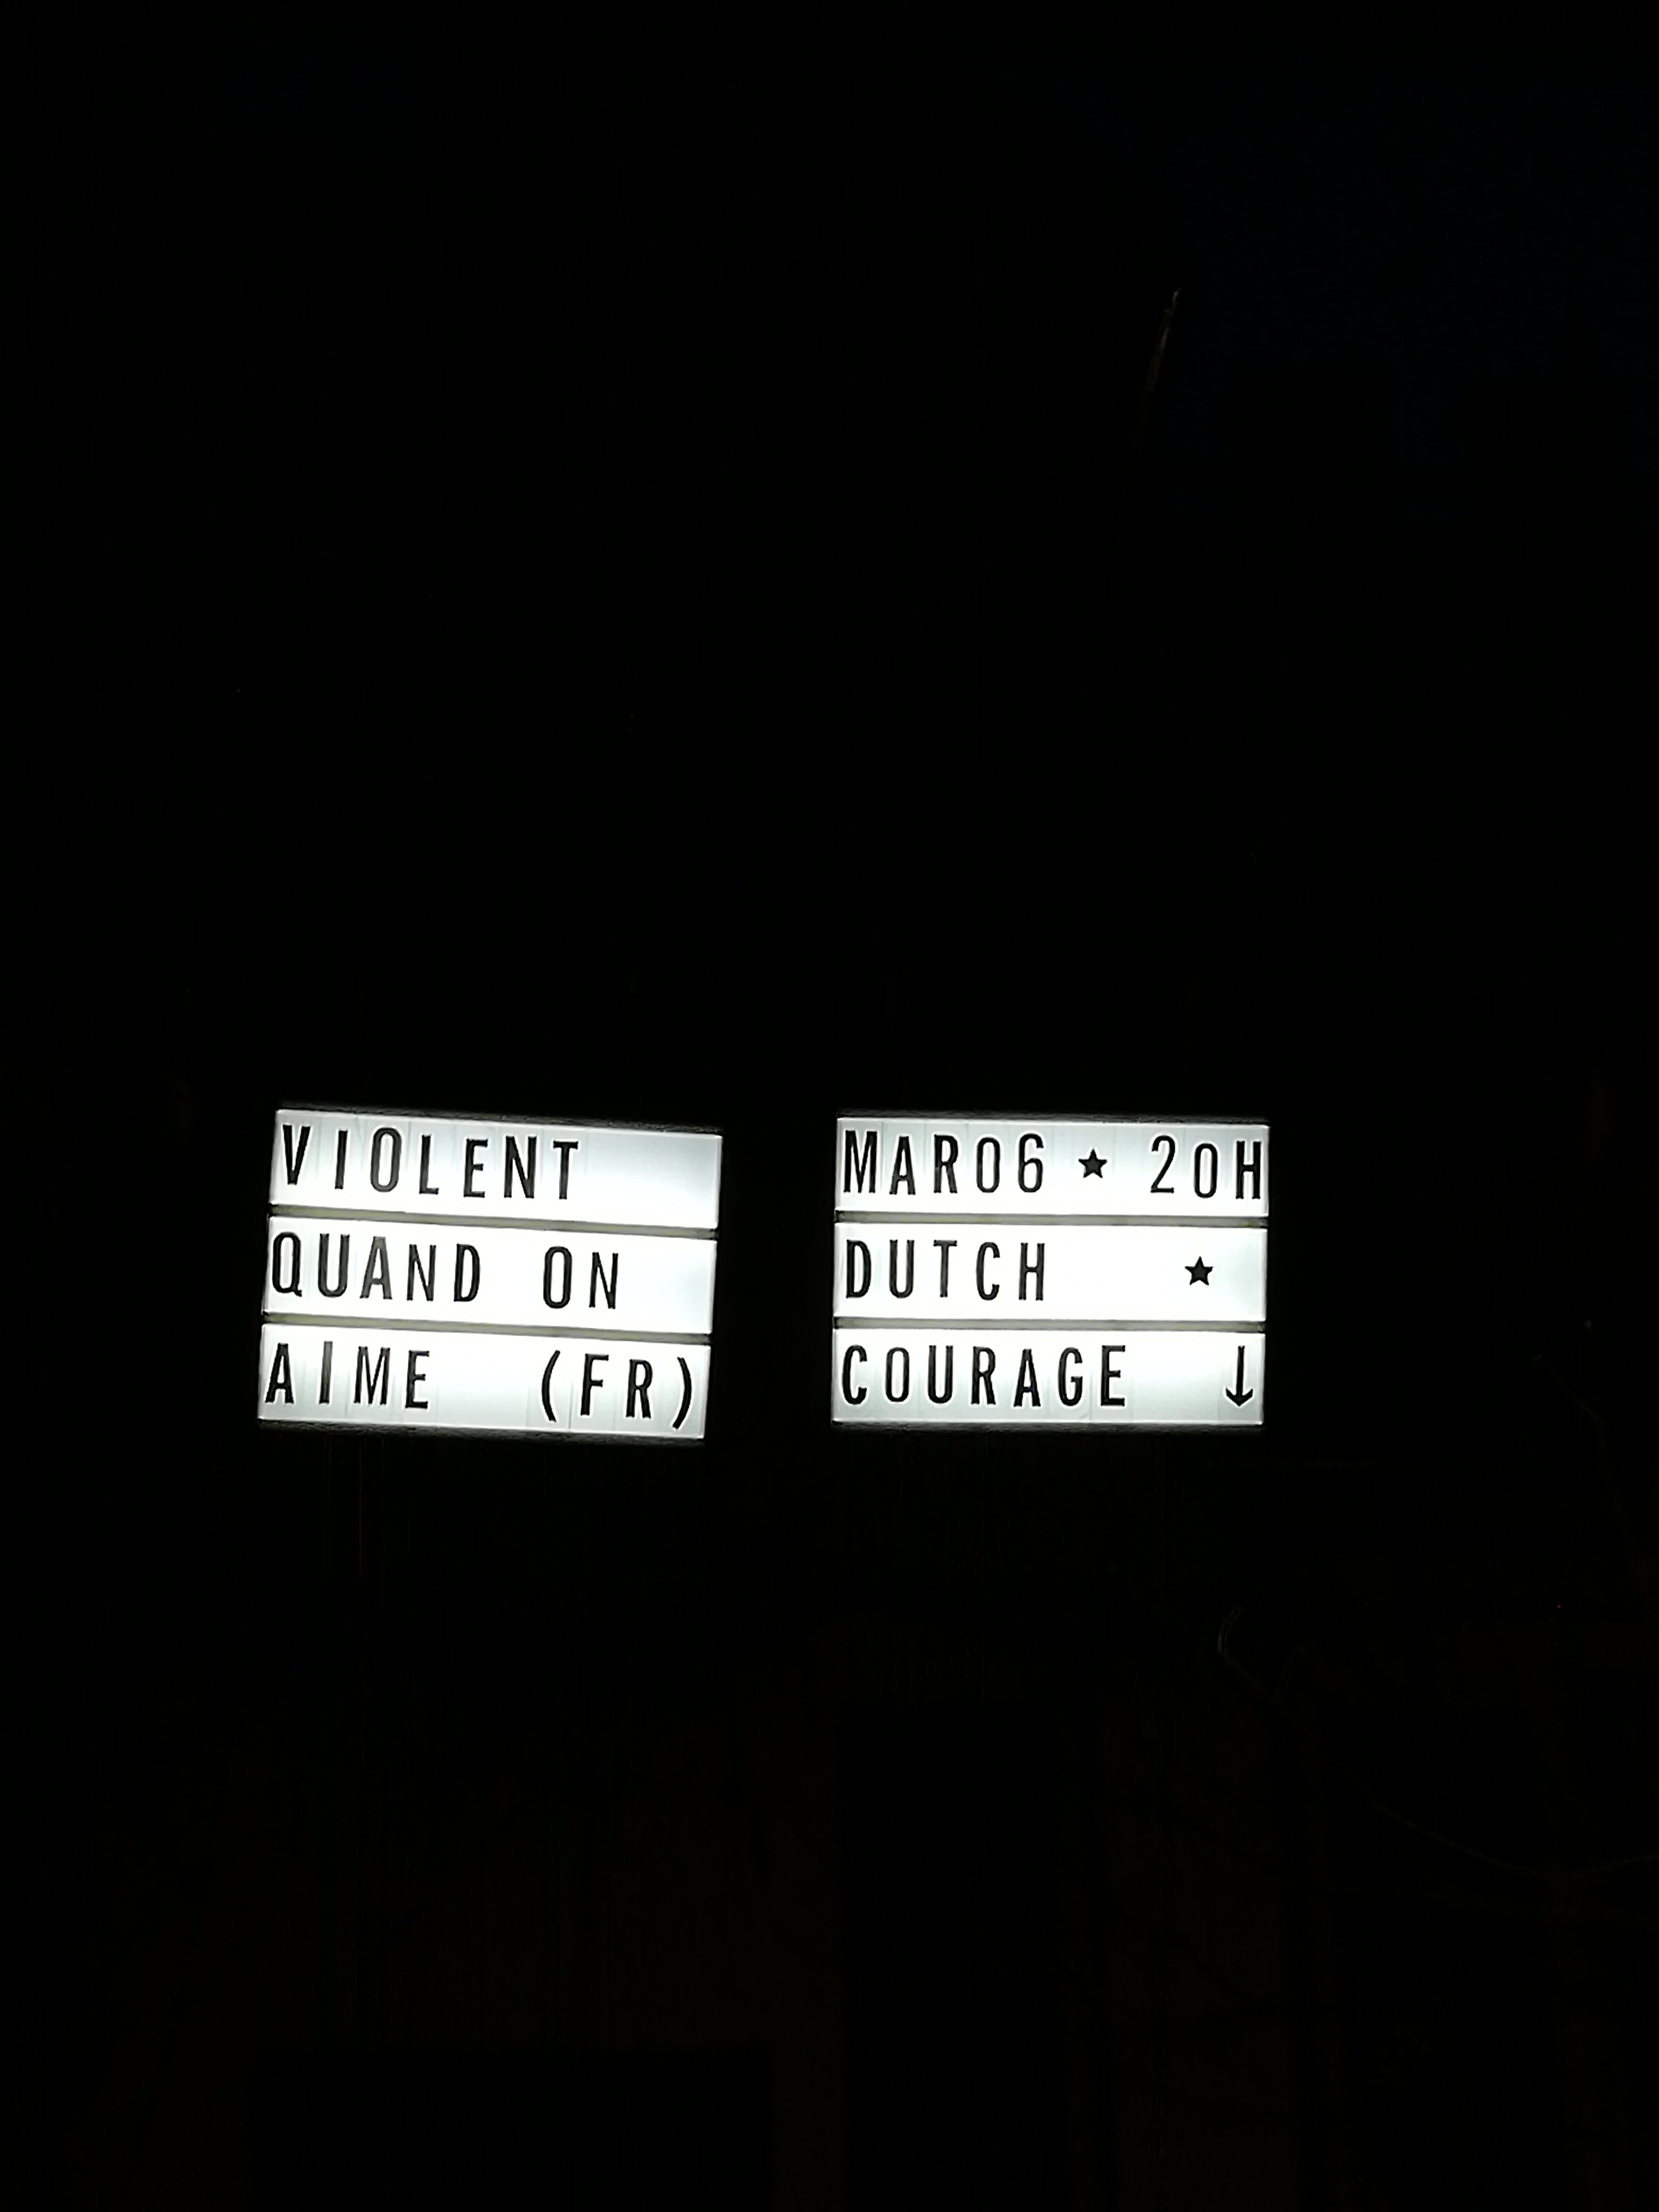 VIOLENT
QUAND ON
AIME (FR)
MAR06 ★ 20H
DUTCH ★
COURAGE ↓